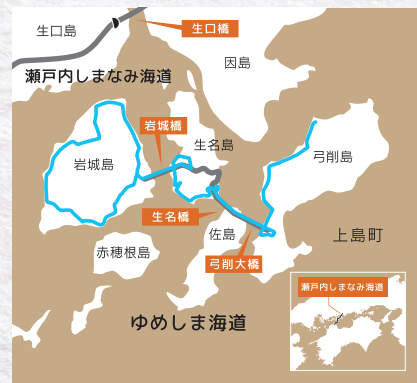 生口島
生口橋
因島
瀬戸内しまなみ海道
岩城橋
生名島
岩城島
弓削島
生名橋
佐島
上島町
赤穂根島
弓削大橋
瀬戸内しまなみ海道
ゆめしま海道